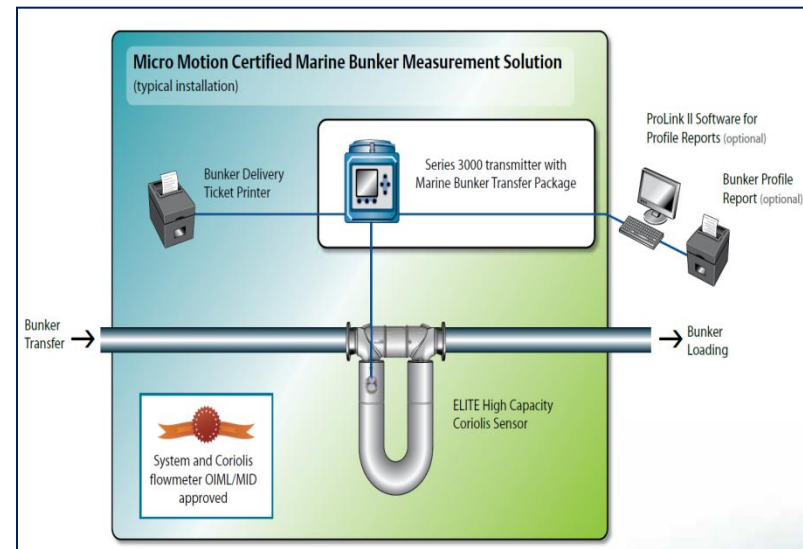 Micro Motion Certified Marine Bunker Measurement Solution
(typical installation)
ProLink II Software for
Profile Reports (optional)
Bunker Delivery
Ticket Printer
Series 3000 transmitter with
Marine Bunker Transfer Package
Bunker Profile
Report (optional)
Bunker
Transfer
Bunker
Loading
ELITE High Capacity
Coriolis Sensor
System and Coriolis
flowmeter OIML/MID
approved